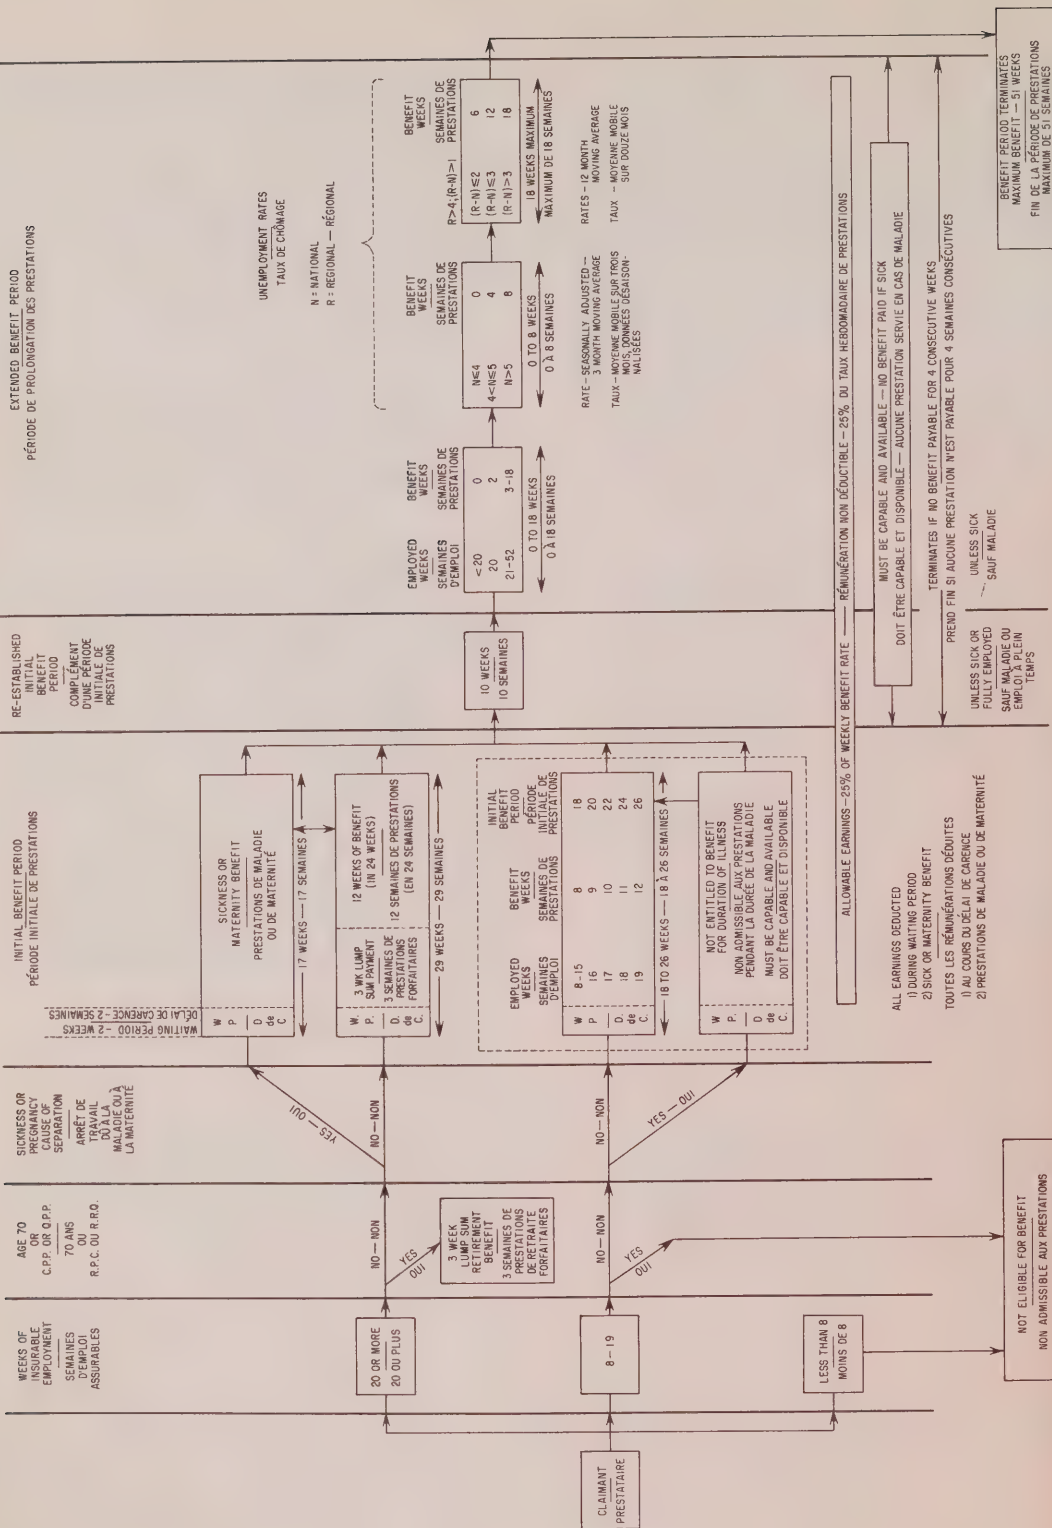 CLAIMANT
PRESTATAIRE
WEEKS OF
INSURABLE
EMPLOYMENT
SEMAINES
D'EMPLOI
ASSURABLES
20 OR MORE
20 OU PLUS
8-19
LESS THAN 8
MOINS DE 8
AGE 70
OR
C.P.P. OR Q.P.P.
70 ANS
OU
R.P.C. OU R.R.Q.
NO—NON
YES
OUI
3 WEEK
LUMP SUM
RETIREMENT
BENEFIT
3 SEMAINES DE
PRESTATIONS
DE RETRAITE
FORFAITAIRES
NO—NON
YES
OUI
NOT ELIGIBLE FOR BENEFIT
NON ADMISSIBLE AUX PRESTATIONS
SICKNESS OR
PREGNANCY
CAUSE OF
SEPARATION
ARRÊT DE
TRAVAIL
DÛ À LA
MALADIE OU À
LA MATERNITÉ
YES—OUI
NO—NON
NO—NON
YES—OUI
INITIAL BENEFIT PERIOD
PÉRIODE INITIALE DE PRESTATIONS
WAITING PERIOD - 2 WEEKS
DÉLAI DE CARENCE - 2 SEMAINES
W
P
D.
de
C.
SICKNESS OR
MATERNITY BENEFIT
PRESTATIONS DE MALADIE
OU DE MATERNITÉ
17 WEEKS — 17 SEMAINES
W.
P.
D.
de
C.
3 WK LUMP
SUM PAYMENT
3 SEMAINES DE
PRESTATIONS
FORFAITAIRES
12 WEEKS OF BENEFIT
(IN 24 WEEKS)
12 SEMAINES DE PRESTATIONS
(EN 24 SEMAINES)
29 WEEKS — 29 SEMAINES
EMPLOYED
WEEKS
SEMAINES
D'EMPLOI
BENEFIT
WEEKS
SEMAINES DE
PRESTATIONS
INITIAL
BENEFIT
PERIOD
PÉRIODE
INITIALE DE
PRESTATIONS
W
P
D.
de
C.
8-15 8 18
16 9 20
17 10 22
18 11 24
19 12 26
18 TO 26 WEEKS — 18 À 26 SEMAINES
W
P.
D
de
C.
NOT ENTITLED TO BENEFIT
FOR DURATION OF ILLNESS
NON ADMISSIBLE AUX PRESTATIONS
PENDANT LA DURÉE DE LA MALADIE
MUST BE CAPABLE AND AVAILABLE
DOIT ÊTRE CAPABLE ET DISPONIBLE
ALL EARNINGS DEDUCTED
1) DURING WAITING PERIOD
2) SICK OR MATERNITY BENEFIT
TOUTES LES RÉMUNÉRATIONS DÉDUITES
1) AU COURS DU DÉLAI DE CARENCE
2) PRESTATIONS DE MALADIE OU DE MATERNITÉ
RE-ESTABLISHED
INITIAL
BENEFIT
PERIOD
COMPLÉMENT
D'UNE PÉRIODE
INITIALE DE
PRESTATIONS
10 WEEKS
10 SEMAINES
UNLESS SICK OR
FULLY EMPLOYED
SAUF MALADIE OU
EMPLOI À PLEIN
TEMPS
EXTENDED BENEFIT PERIOD
PÉRIODE DE PROLONGATION DES PRESTATIONS
UNEMPLOYMENT RATES
TAUX DE CHÔMAGE
N = NATIONAL
R = REGIONAL — RÉGIONAL
EMPLOYED
WEEKS
SEMAINES
D'EMPLOI
BENEFIT
WEEKS
SEMAINES DE
PRESTATIONS
<20 0
20 2
21-52 3-18
0 TO 18 WEEKS
0 À 18 SEMAINES
BENEFIT
WEEKS
SEMAINES DE
PRESTATIONS
N≤4 0
4<N≤5 4
N>5 8
0 TO 8 WEEKS
0 À 8 SEMAINES
RATE — SEASONALLY ADJUSTED —
3 MONTH MOVING AVERAGE
TAUX — MOYENNE MOBILE SUR TROIS
MOIS, DONNÉES DÉSAISON-
NALISÉES
BENEFIT
WEEKS
SEMAINES DE
PRESTATIONS
R>4;(R-N)>1
(R-N)≤2 6
(R-N)≤3 12
(R-N)>3 18
18 WEEKS MAXIMUM
MAXIMUM DE 18 SEMAINES
RATES — 12 MONTH
MOVING AVERAGE
TAUX — MOYENNE MOBILE
SUR DOUZE MOIS
ALLOWABLE EARNINGS—25% OF WEEKLY BENEFIT RATE — RÉMUNÉRATION NON DÉDUCTIBLE—25% DU TAUX HEBDOMADAIRE DE PRESTATIONS
MUST BE CAPABLE AND AVAILABLE — NO BENEFIT PAID IF SICK
DOIT ÊTRE CAPABLE ET DISPONIBLE — AUCUNE PRESTATION SERVIE EN CAS DE MALADIE
TERMINATES IF NO BENEFIT PAYABLE FOR 4 CONSECUTIVE WEEKS
PREND FIN SI AUCUNE PRESTATION N'EST PAYABLE POUR 4 SEMAINES CONSÉCUTIVES
UNLESS SICK
SAUF MALADIE
BENEFIT PERIOD TERMINATES
MAXIMUM BENEFIT — 51 WEEKS
FIN DE LA PÉRIODE DE PRESTATIONS
MAXIMUM DE 51 SEMAINES